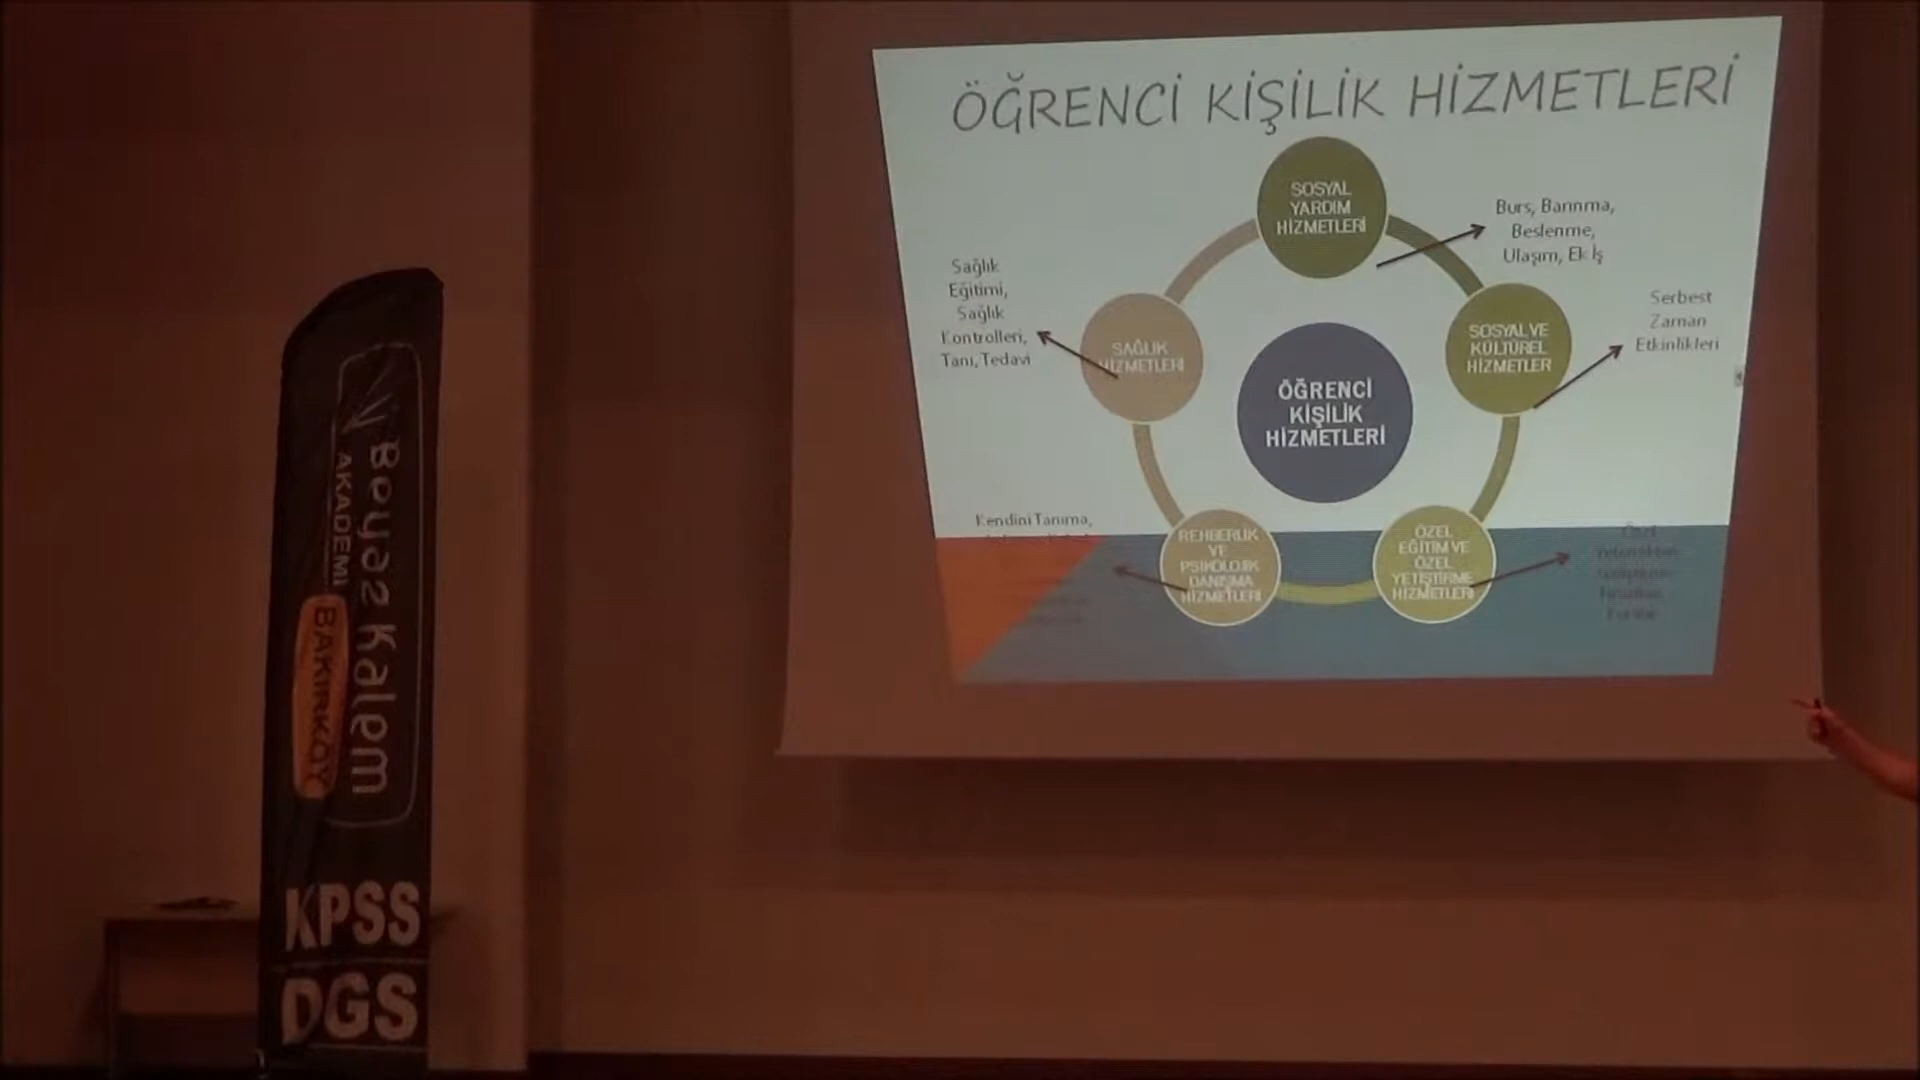 ÖĞRENCİ KİŞİLİK HİZMETLERİ
SOSYAL
YARDIM
HİZMETLERİ
Burs, Barınma,
Beslenme,
Ulaşım, Ek İş
SOSYAL VE
KÜLTÜREL
HİZMETLER
Serbest
Zaman
Etkinlikleri
ÖZEL
EĞİTİM VE
ÖZEL
YETİŞTİRME
HİZMETLERİ
Özel
REHBERLİK
VE
PSİKOLOJİK
DANIŞMA
HİZMETLERİ
Kendini Tanıma,
SAĞLIK
HİZMETLERİ
Sağlık
Eğitimi,
Sağlık
Kontrolleri,
Tanı, Tedavi
ÖĞRENCİ
KİŞİLİK
HİZMETLERİ
Beyaz Kalem
AKADEMİ
BAKIRKÖY
KPSS
DGS